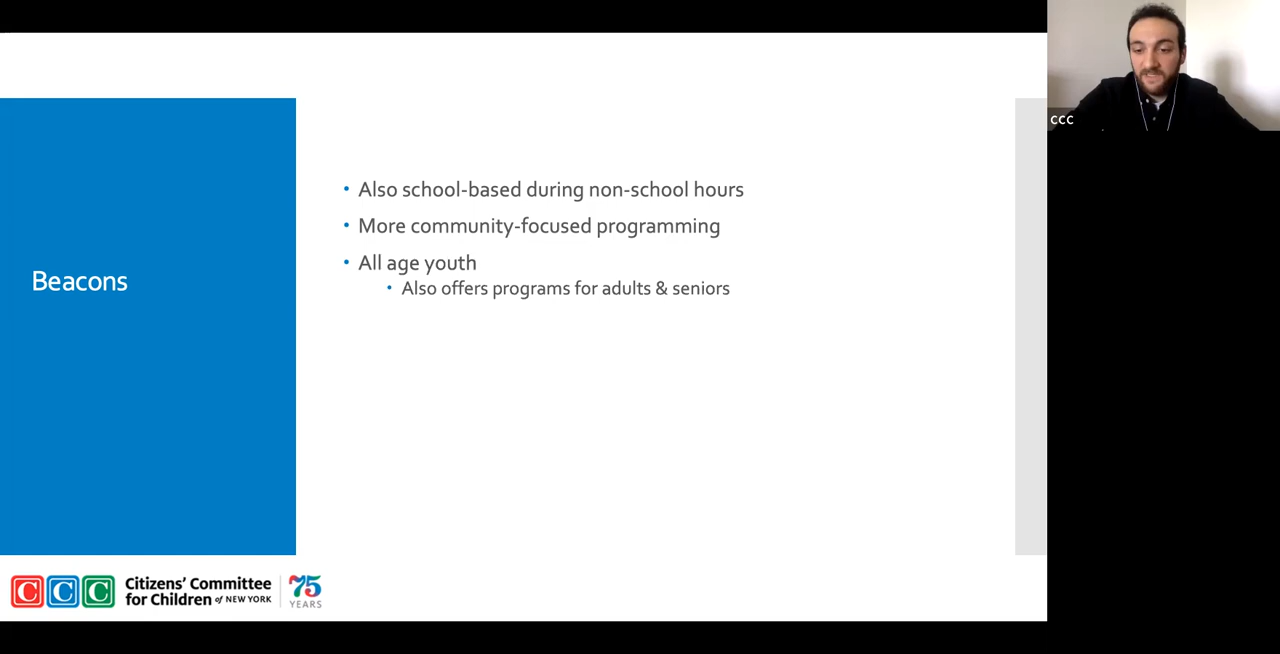 Beacons
• Also school-based during non-school hours
• More community-focused programming
• All age youth
• Also offers programs for adults & seniors
CCC
Citizens' Committee
for Children of NEW YORK
75
YEARS
ccc